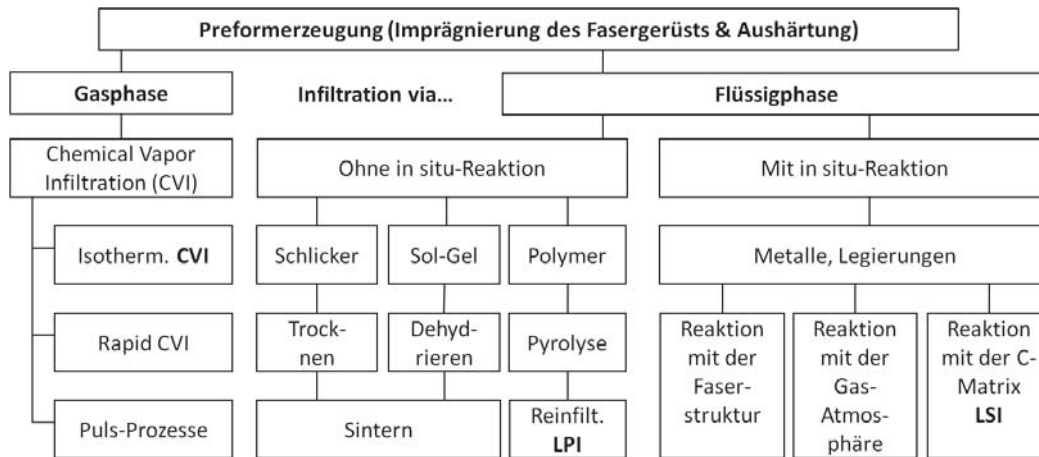 Preformerzeugung (Imprägnierung des Fasergerüsts & Aushärtung)
Gasphase
Infiltration via...
Flüssigphase
Chemical Vapor
Infiltration (CVI)
Ohne in situ-Reaktion
Mit in situ-Reaktion
Isotherm. CVI
Schlicker
Sol-Gel
Polymer
Metalle, Legierungen
Rapid CVI
Trock-
nen
Dehyd-
rieren
Pyrolyse
Reaktion
mit der
Faser-
struktur
Reaktion
mit der
Gas-
Atmos-
phäre
Reaktion
mit der C-
Matrix
LSI
Puls-Prozesse
Sintern
Reinfilt.
LPI